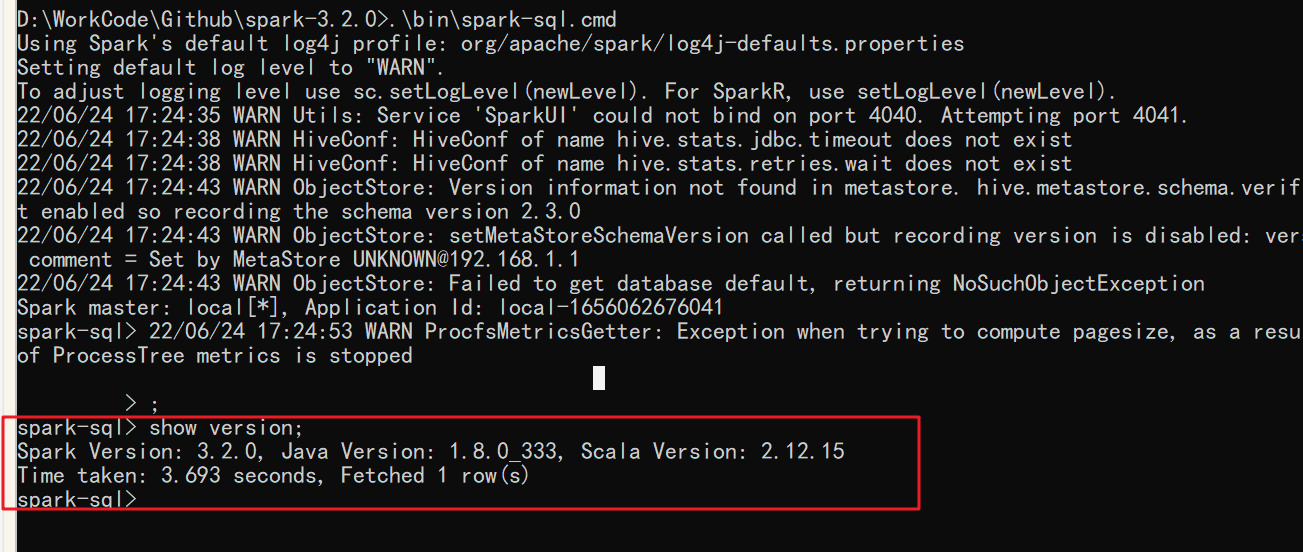 D:\WorkCode\Github\spark-3.2.0>.\bin\spark-sql.cmd
Using Spark's default log4j profile: org/apache/spark/log4j-defaults.properties
Setting default log level to "WARN".
To adjust logging level use sc.setLogLevel(newLevel). For SparkR, use setLogLevel(newLevel).
22/06/24 17:24:35 WARN Utils: Service 'SparkUI' could not bind on port 4040. Attempting port 4041.
22/06/24 17:24:38 WARN HiveConf: HiveConf of name hive.stats.jdbc.timeout does not exist
22/06/24 17:24:38 WARN HiveConf: HiveConf of name hive.stats.retries.wait does not exist
22/06/24 17:24:43 WARN ObjectStore: Version information not found in metastore. hive.metastore.schema.verif
t enabled so recording the schema version 2.3.0
22/06/24 17:24:43 WARN ObjectStore: setMetaStoreSchemaVersion called but recording version is disabled: ver
comment = Set by MetaStore UNKNOWN@192.168.1.1
22/06/24 17:24:43 WARN ObjectStore: Failed to get database default, returning NoSuchObjectException
Spark master: local[*], Application Id: local-1656062676041
spark-sql> 22/06/24 17:24:53 WARN ProcfsMetricsGetter: Exception when trying to compute pagesize, as a resu
of ProcessTree metrics is stopped
> ;
spark-sql> show version;
Spark Version: 3.2.0, Java Version: 1.8.0_333, Scala Version: 2.12.15
Time taken: 3.693 seconds, Fetched 1 row(s)
spark-sql>